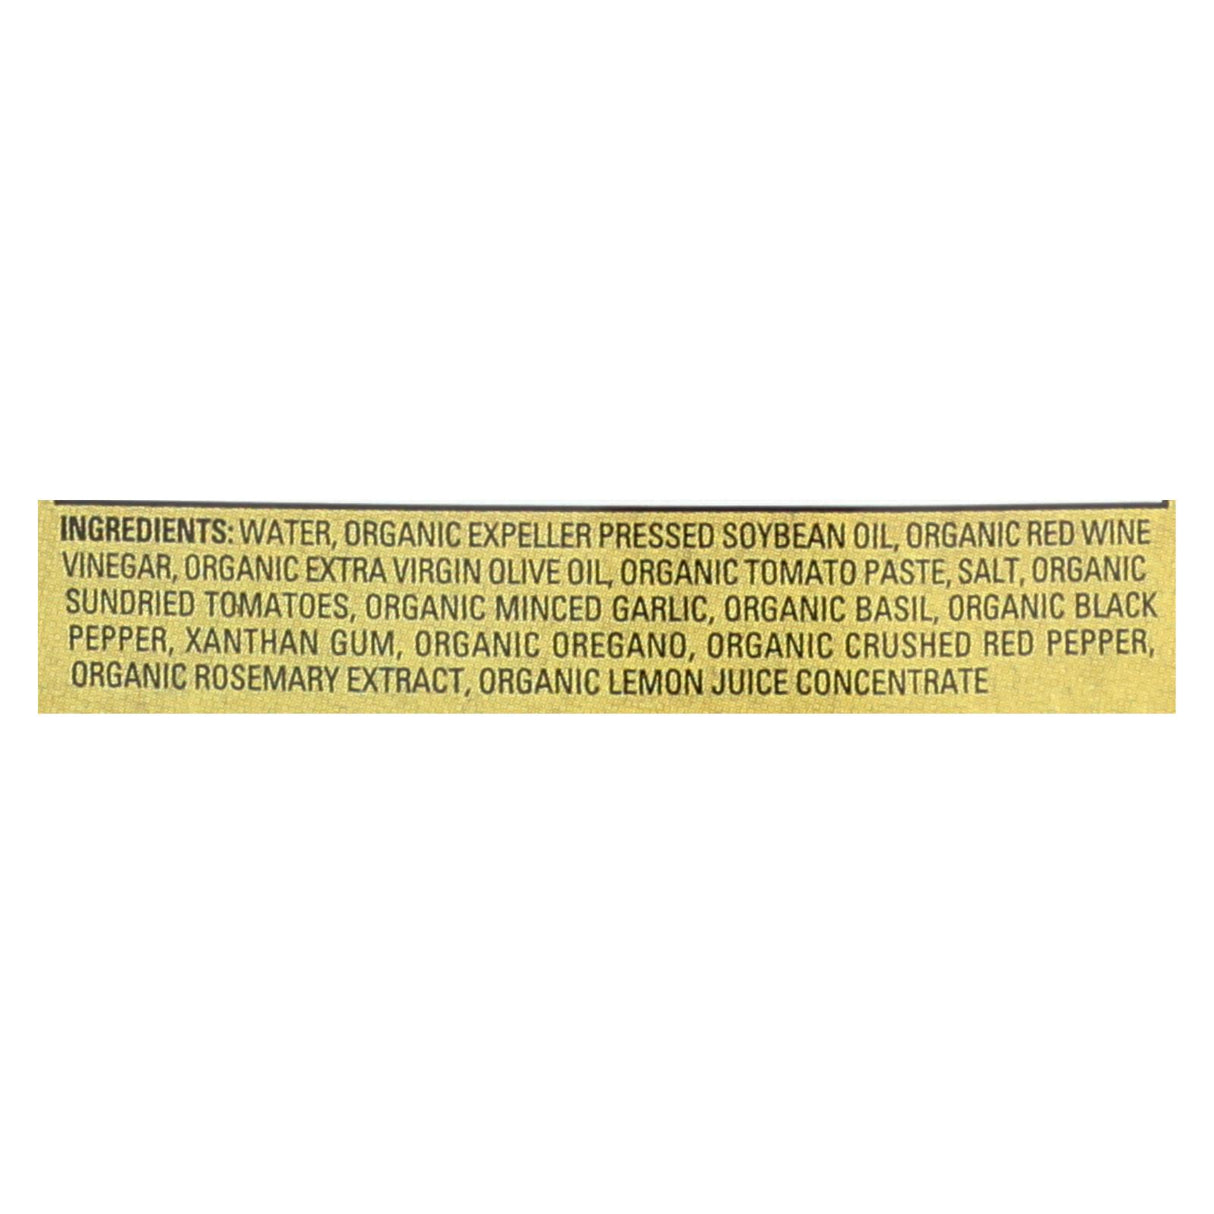 INGREDIENTS: WATER, ORGANIC EXPELLER PRESSED SOYBEAN OIL, ORGANIC RED WINE
VINEGAR, ORGANIC EXTRA VIRGIN OLIVE OIL, ORGANIC TOMATO PASTE, SALT, ORGANIC
SUNDRIED TOMATOES, ORGANIC MINCED GARLIC, ORGANIC BASIL, ORGANIC BLACK
PEPPER, XANTHAN GUM, ORGANIC OREGANO, ORGANIC CRUSHED RED PEPPER,
ORGANIC ROSEMARY EXTRACT, ORGANIC LEMON JUICE CONCENTRATE